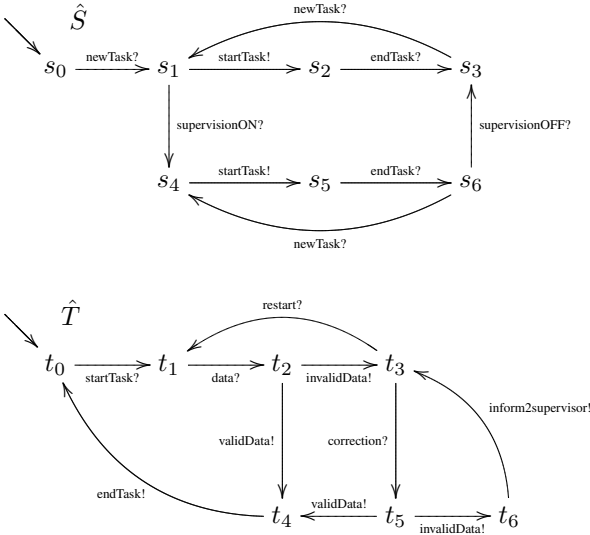 Ŝ
newTask?
s0 newTask? s1 startTask! s2 endTask? s3
supervisionON? supervisionOFF?
s4 startTask! s5 endTask? s6
newTask?
T̂
restart?
t0 startTask? t1 data? t2 invalidData! t3
inform2supervisor!
validData! correction?
endTask!
t4 validData! t5 invalidData! t6